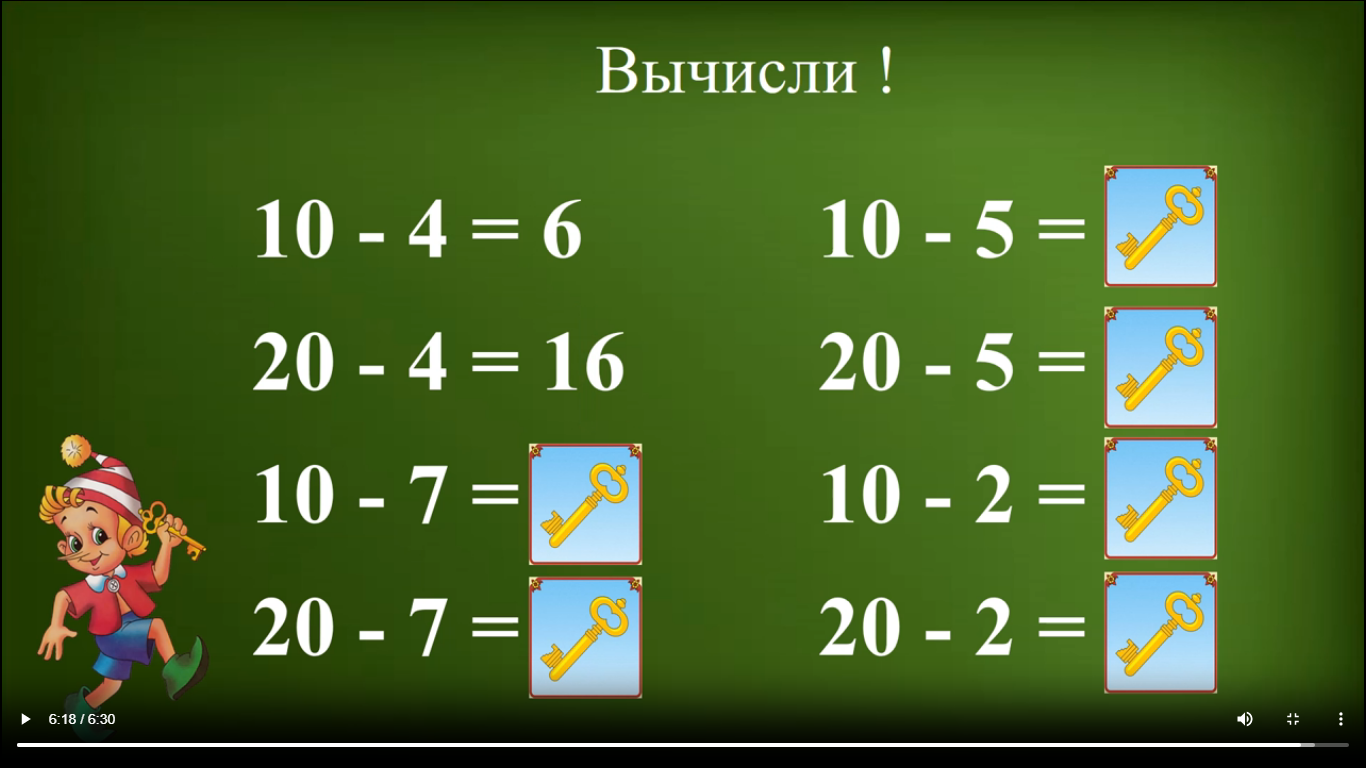 Вычисли !
10 - 4 = 6
20 - 4 = 16
10 - 7 =
20 - 7 =
10 - 5 =
20 - 5 =
10 - 2 =
20 - 2 =
6:18 / 6:30